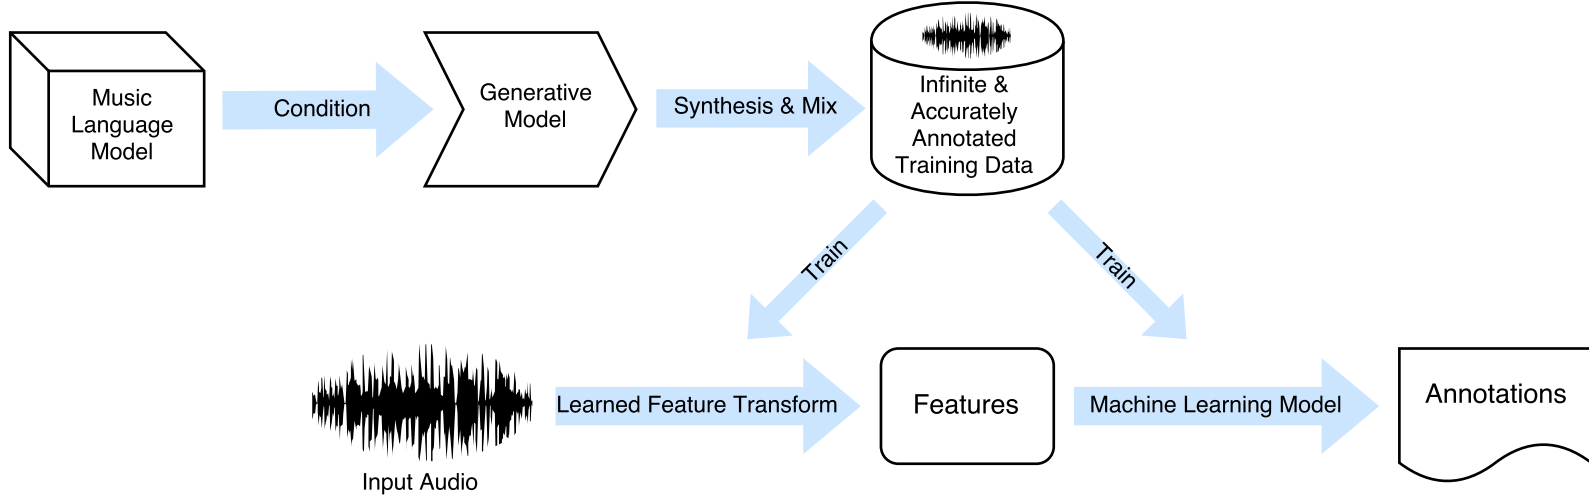 Music
Language
Model
Condition
Generative
Model
Synthesis & Mix
Infinite &
Accurately
Annotated
Training Data
Train
Train
Input Audio
Learned Feature Transform
Features
Machine Learning Model
Annotations